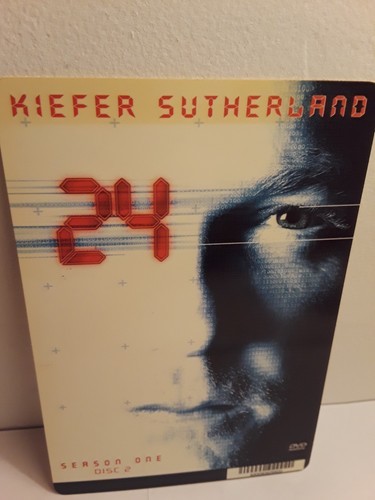 KIEFER SUTHERLAND
24
SEASON ONE
DISC 2
DVD